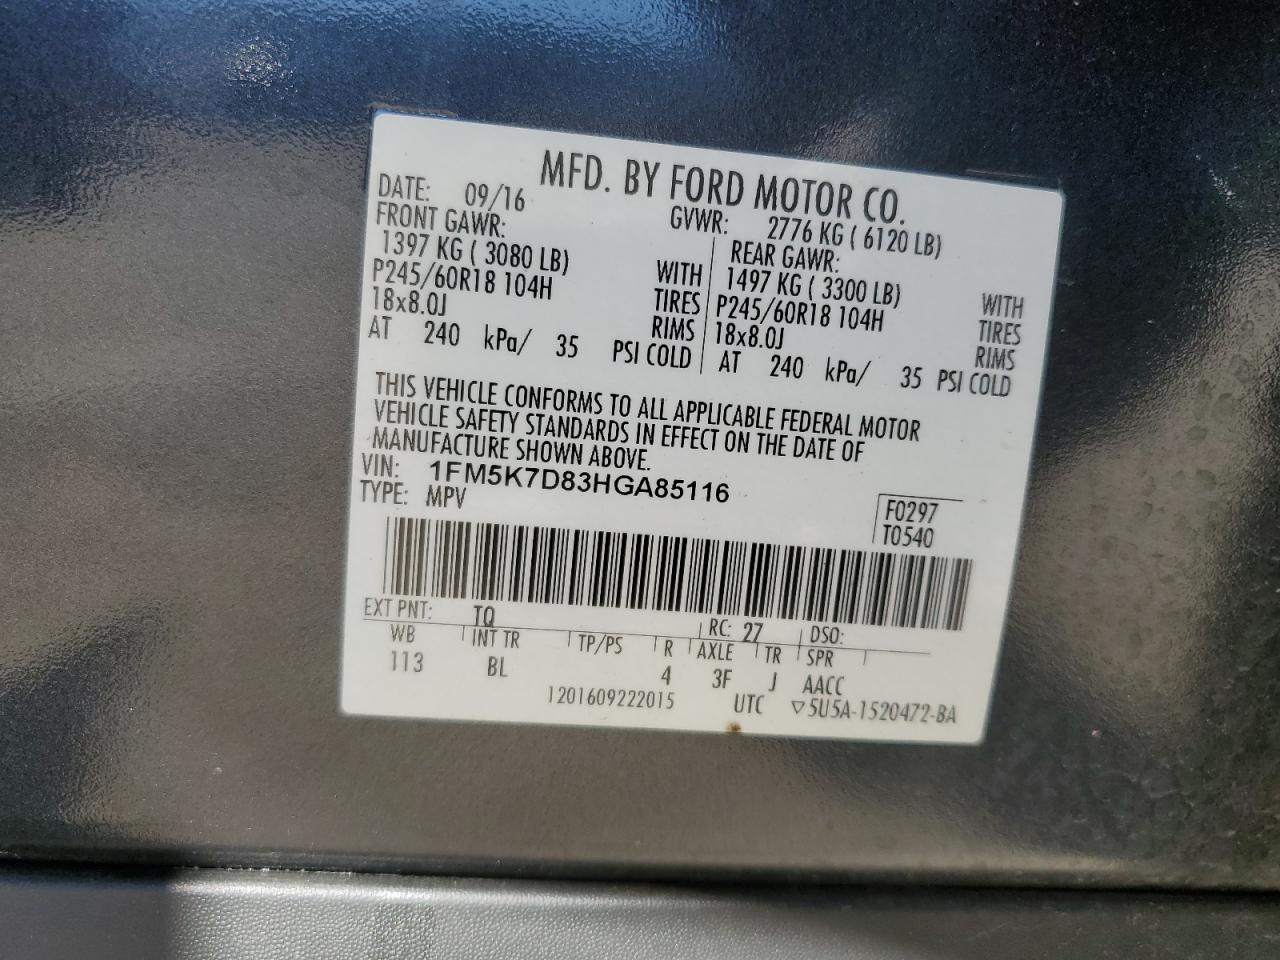 MFD. BY FORD MOTOR CO.
DATE: 09/16 GVWR: 2776 KG ( 6120 LB)
FRONT GAWR: REAR GAWR:
1397 KG ( 3080 LB) WITH 1497 KG ( 3300 LB) WITH
P245/60R18 104H TIRES P245/60R18 104H TIRES
18x8.0J RIMS 18x8.0J RIMS
AT 240 kPa/ 35 PSI COLD AT 240 kPa/ 35 PSI COLD
THIS VEHICLE CONFORMS TO ALL APPLICABLE FEDERAL MOTOR
VEHICLE SAFETY STANDARDS IN EFFECT ON THE DATE OF
MANUFACTURE SHOWN ABOVE.
VIN: 1FM5K7D83HGA85116
TYPE: MPV
F0297
T0540
EXT PNT: TQ RC: 27 DSO:
WB INT TR TP/PS R AXLE TR SPR
113 BL 4 3F J AACC
1201609222015 UTC ▽5U5A-1520472-BA